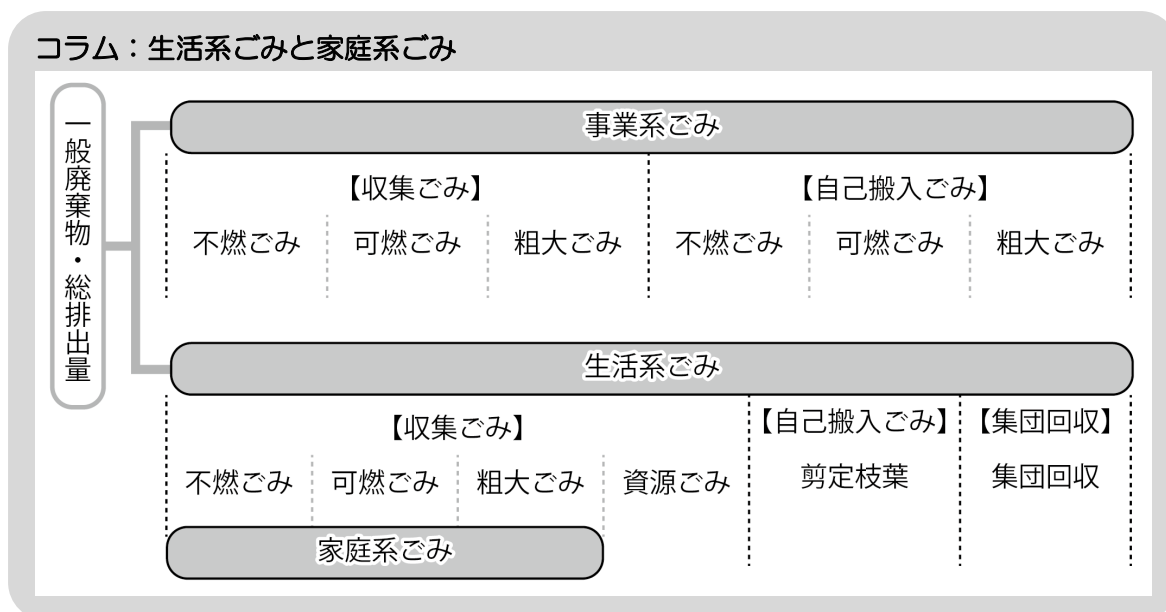 コラム：生活系ごみと家庭系ごみ
一般廃棄物・総排出量
事業系ごみ
【収集ごみ】
不燃ごみ
可燃ごみ
粗大ごみ
【自己搬入ごみ】
不燃ごみ
可燃ごみ
粗大ごみ
生活系ごみ
【収集ごみ】
不燃ごみ
可燃ごみ
粗大ごみ
資源ごみ
家庭系ごみ
【自己搬入ごみ】
剪定枝葉
【集団回収】
集団回収